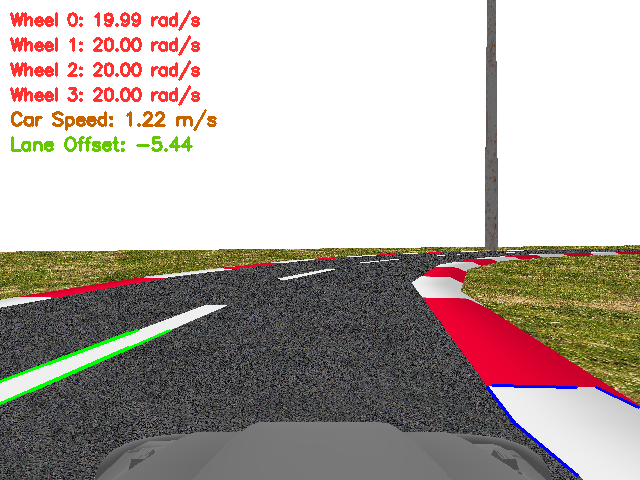 Wheel 0: 19.99 rad/s
Wheel 1: 20.00 rad/s
Wheel 2: 20.00 rad/s
Wheel 3: 20.00 rad/s
Car Speed: 1.22 m/s
Lane Offset: -5.44